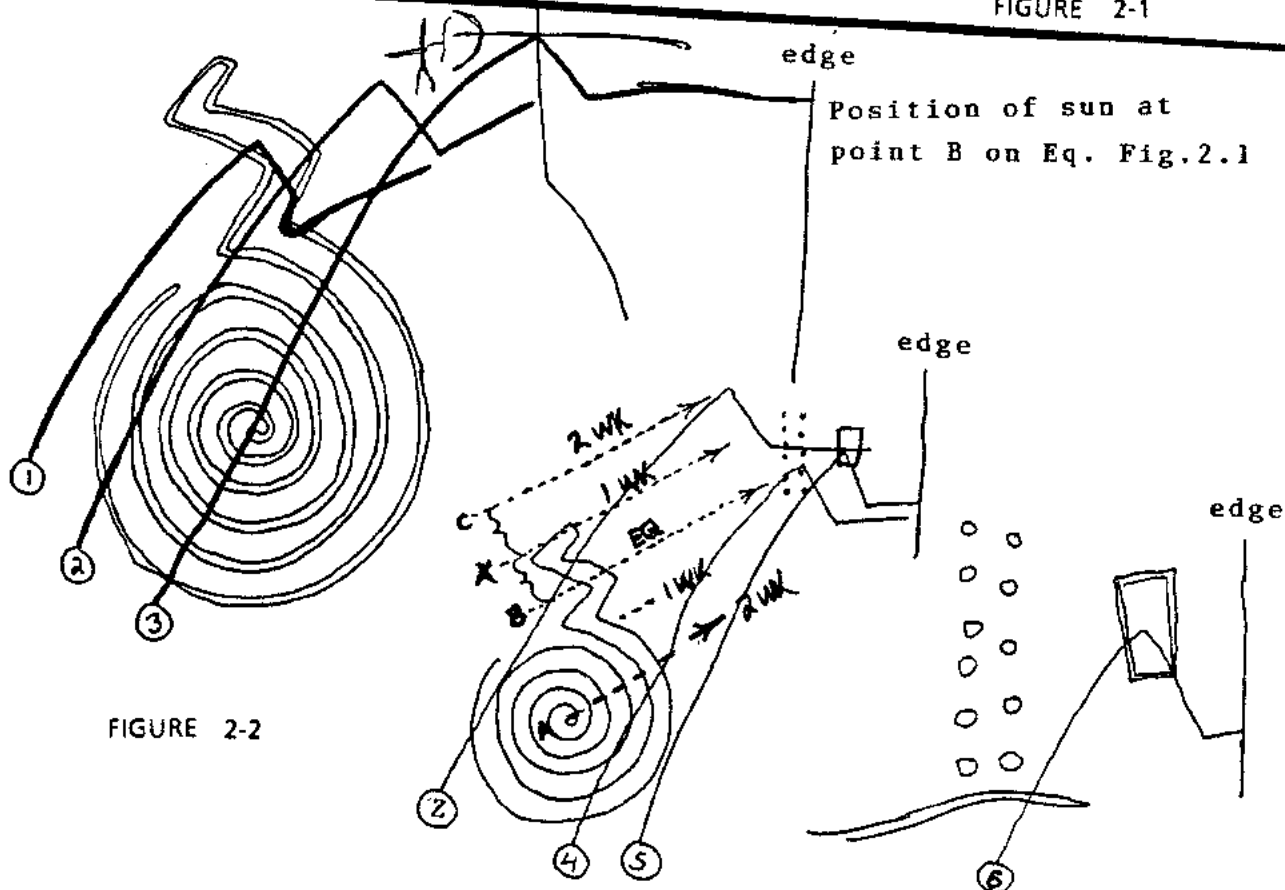 FIGURE 2-1
edge
Position of sun at
point B on Eq. Fig.2.1
edge
2 WK
1 WK
EQ
C
X
B
1 WK
2 WK
edge
1
2
3
FIGURE 2-2
2
4
5
6